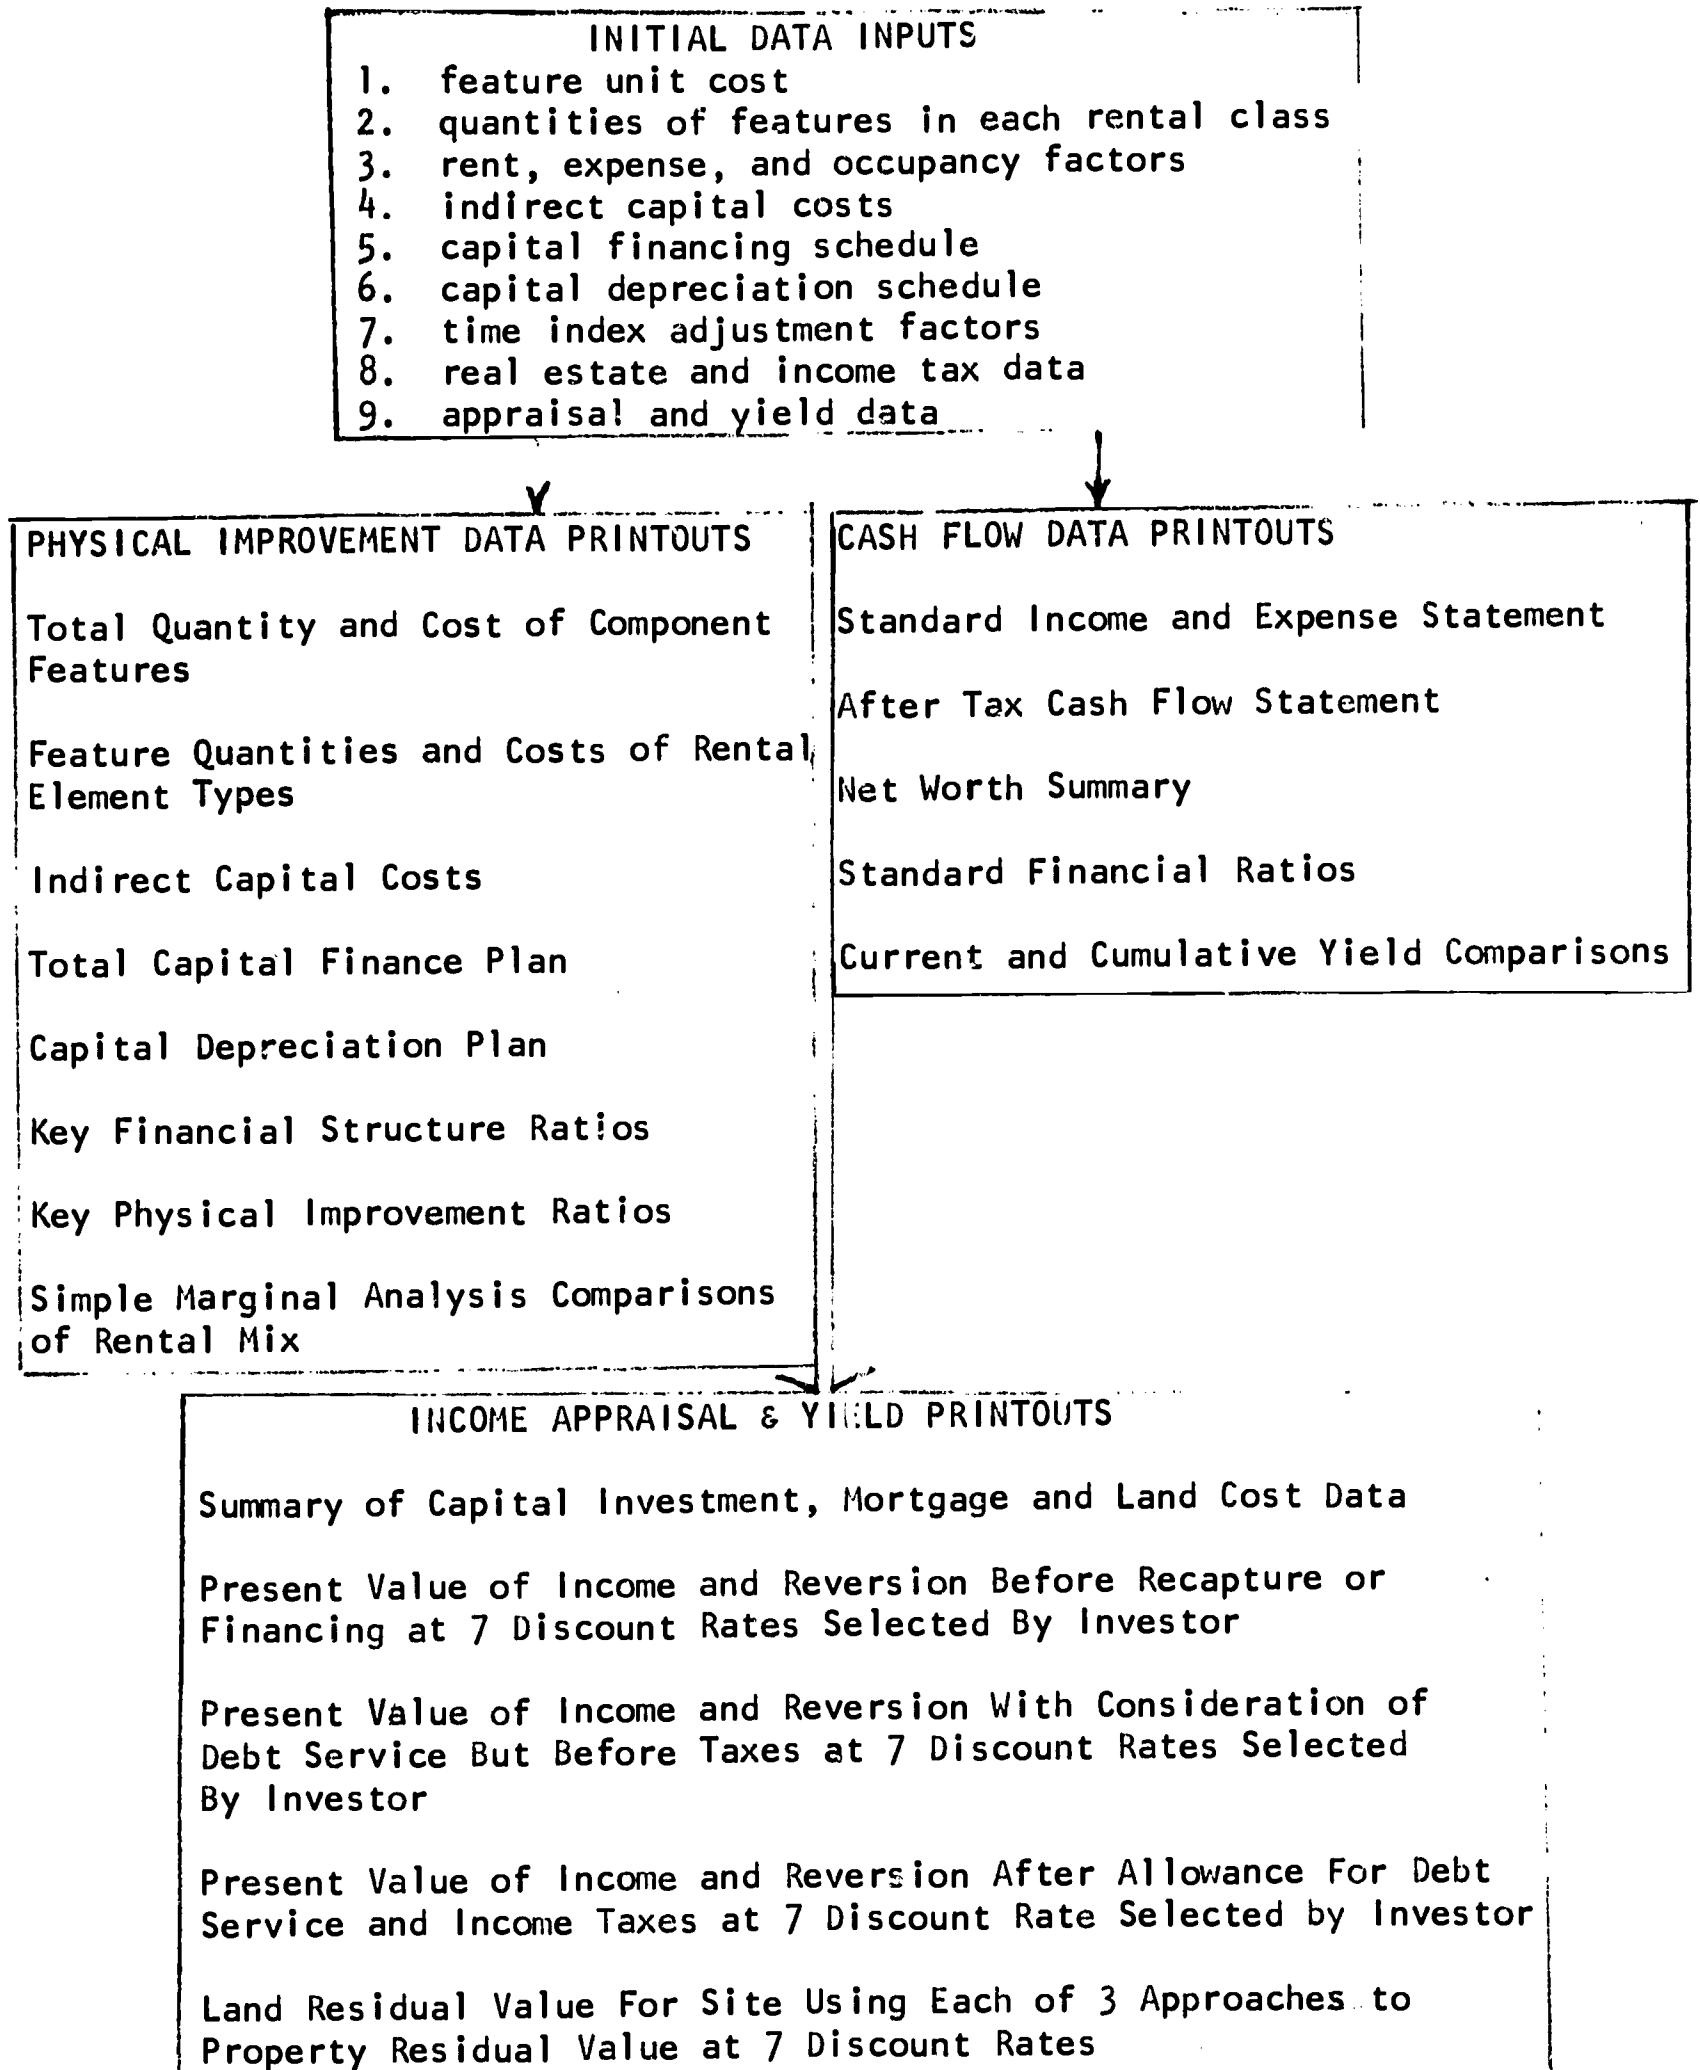 INITIAL DATA INPUTS
1. feature unit cost
2. quantities of features in each rental class
3. rent, expense, and occupancy factors
4. indirect capital costs
5. capital financing schedule
6. capital depreciation schedule
7. time index adjustment factors
8. real estate and income tax data
9. appraisal and yield data
PHYSICAL IMPROVEMENT DATA PRINTOUTS
Total Quantity and Cost of Component
Features
Feature Quantities and Costs of Rental
Element Types
Indirect Capital Costs
Total Capital Finance Plan
Capital Depreciation Plan
Key Financial Structure Ratios
Key Physical Improvement Ratios
Simple Marginal Analysis Comparisons
of Rental Mix
CASH FLOW DATA PRINTOUTS
Standard Income and Expense Statement
After Tax Cash Flow Statement
Net Worth Summary
Standard Financial Ratios
Current and Cumulative Yield Comparisons
INCOME APPRAISAL & YIELD PRINTOUTS
Summary of Capital Investment, Mortgage and Land Cost Data
Present Value of Income and Reversion Before Recapture or
Financing at 7 Discount Rates Selected By Investor
Present Value of Income and Reversion With Consideration of
Debt Service But Before Taxes at 7 Discount Rates Selected
By Investor
Present Value of Income and Reversion After Allowance For Debt
Service and Income Taxes at 7 Discount Rate Selected by Investor
Land Residual Value For Site Using Each of 3 Approaches to
Property Residual Value at 7 Discount Rates